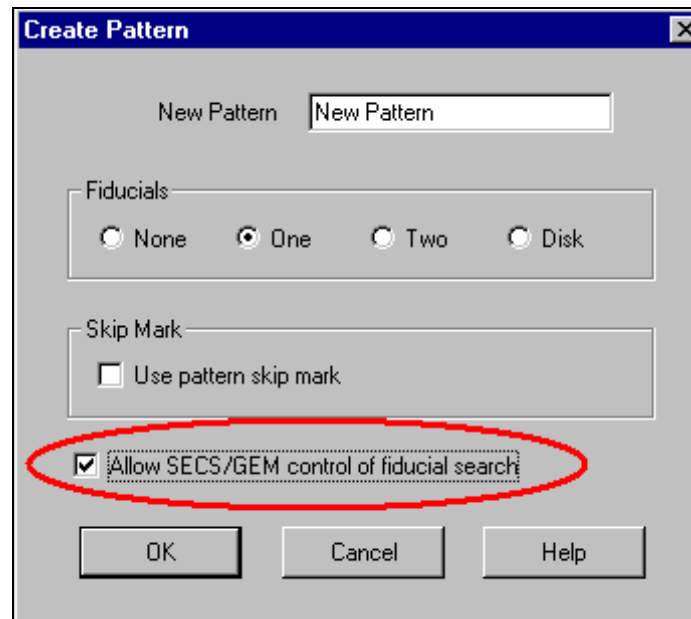 Create Pattern
New Pattern New Pattern
Fiducials
None One Two Disk
Skip Mark
Use pattern skip mark
Allow SECS/GEM control of fiducial search
OK Cancel Help